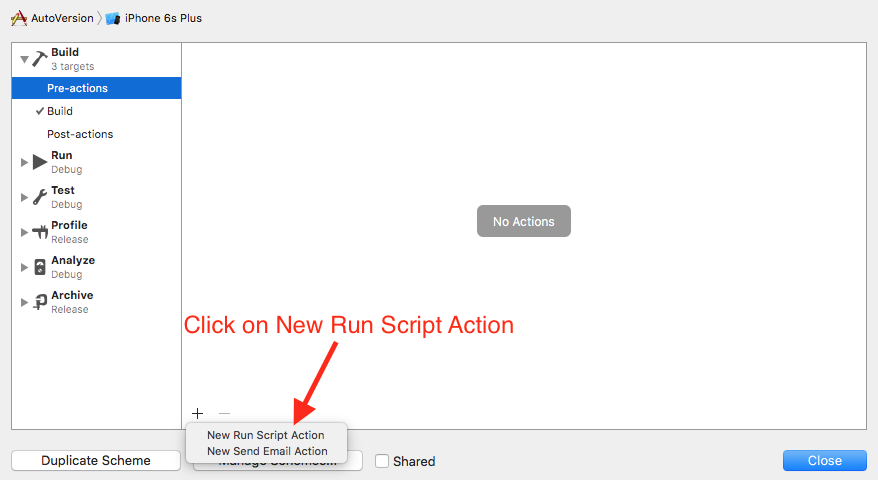 AutoVersion iPhone 6s Plus
Build
3 targets
Pre-actions
Build
Post-actions
Run
Debug
Test
Debug
Profile
Release
Analyze
Debug
Archive
Release
No Actions
Click on New Run Script Action
New Run Script Action
New Send Email Action
Duplicate Scheme
Shared
Close